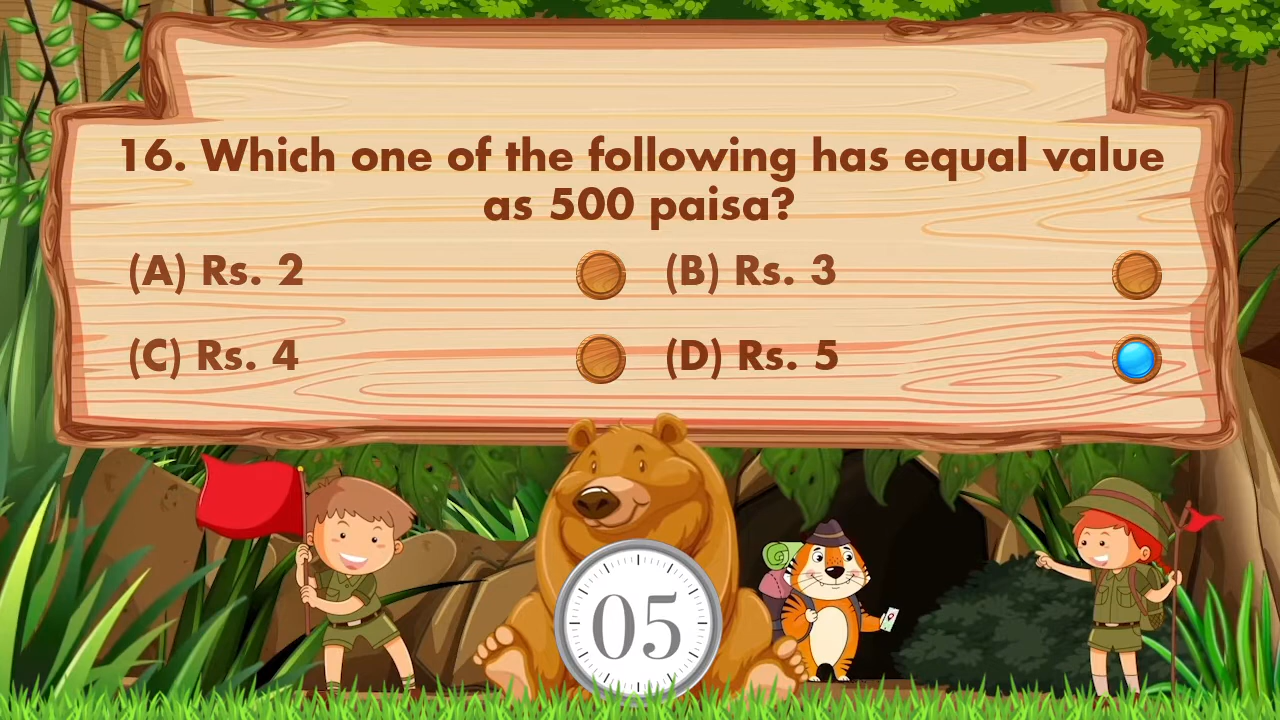 16. Which one of the following has equal value
as 500 paisa?
(A) Rs. 2 (B) Rs. 3
(C) Rs. 4 (D) Rs. 5
05